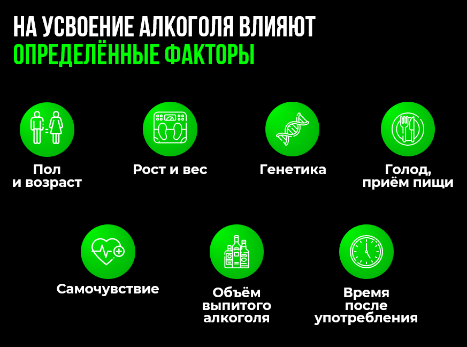 НА УСВОЕНИЕ АЛКОГОЛЯ ВЛИЯЮТ
ОПРЕДЕЛЁННЫЕ ФАКТОРЫ
Пол
и возраст
Рост и вес
Генетика
Голод,
приём пищи
Самочувствие
Объём
выпитого
алкоголя
Время
после
употребления